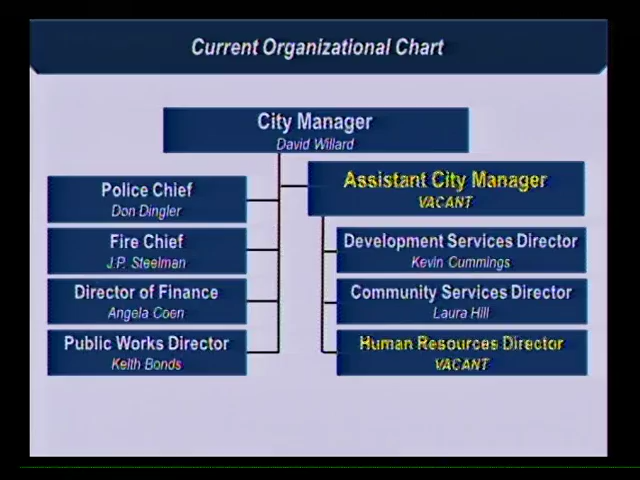 Current Organizational Chart
City Manager
David Willard
Assistant City Manager
VACANT
Police Chief
Don Dingler
Fire Chief
J.P. Steelman
Director of Finance
Angela Coen
Public Works Director
Keith Bonds
Development Services Director
Kevin Cummings
Community Services Director
Laura Hill
Human Resources Director
VACANT